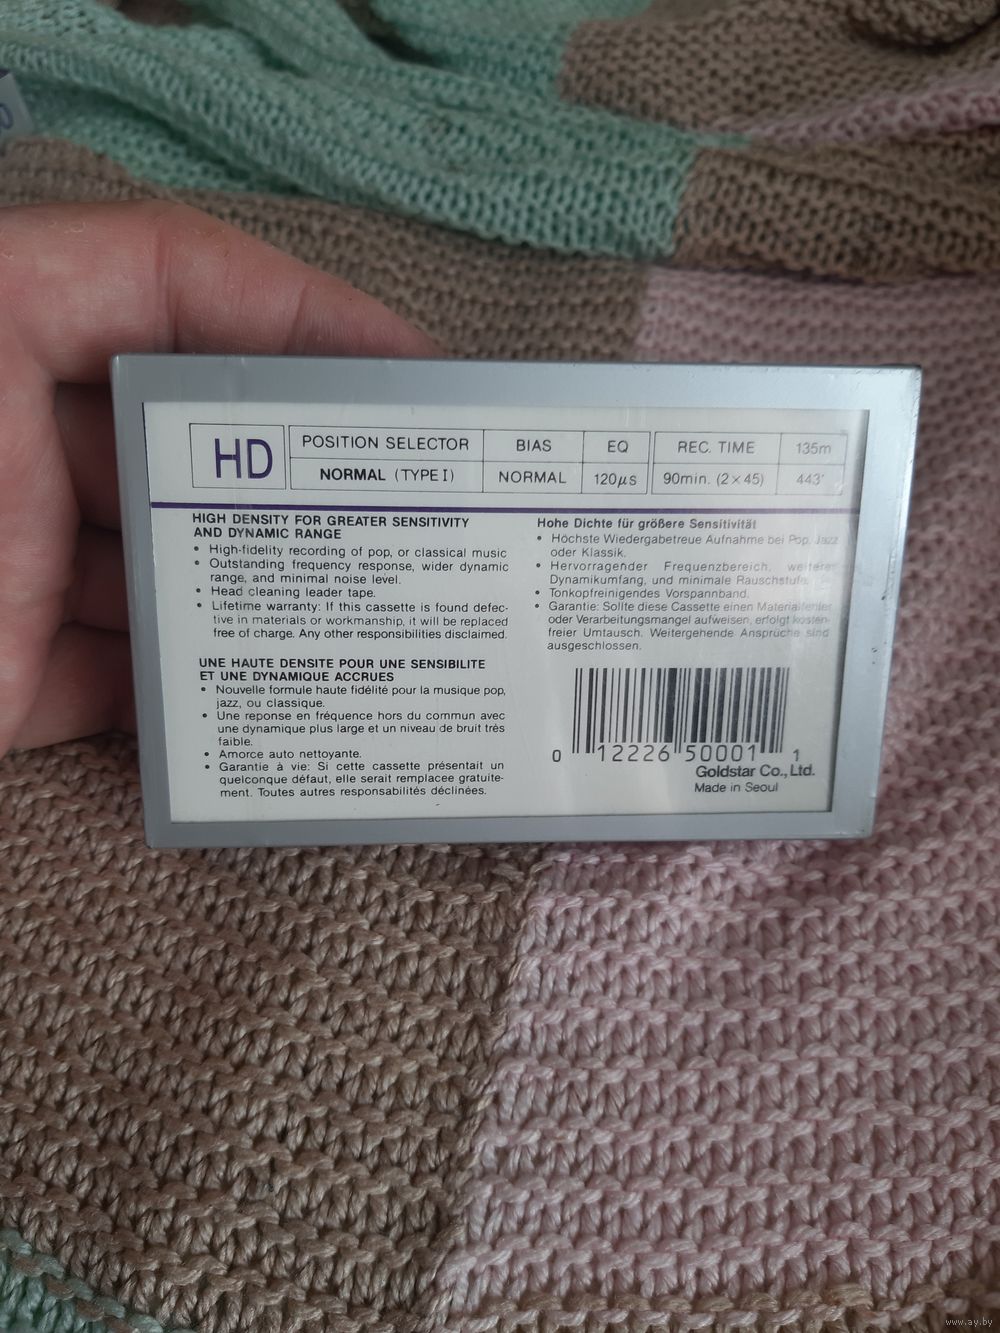 HD
POSITION SELECTOR BIAS EQ REC. TIME 135m
NORMAL (TYPE I) NORMAL 120µs 90min. (2×45) 443'
HIGH DENSITY FOR GREATER SENSITIVITY
AND DYNAMIC RANGE
• High-fidelity recording of pop, or classical music
• Outstanding frequency response, wider dynamic
range, and minimal noise level.
• Head cleaning leader tape.
• Lifetime warranty: If this cassette is found defec-
tive in materials or workmanship, it will be replaced
free of charge. Any other responsibilities disclaimed.
UNE HAUTE DENSITE POUR UNE SENSIBILITE
ET UNE DYNAMIQUE ACCRUES
• Nouvelle formule haute fidélité pour la musique pop,
jazz, ou classique.
• Une reponse en fréquence hors du commun avec
une dynamique plus large et un niveau de bruit trés
faible.
• Amorce auto nettoyante.
• Garantie à vie: Si cette cassette présentait un
quelconque défaut, elle serait remplacee gratuite-
ment. Toutes autres responsabilités déclinées.
Hohe Dichte für größere Sensitivität
• Höchste Wiedergabetreue Aufnahme bei Pop, Jazz
oder Klassik.
• Hervorragender Frequenzbereich, weiterer
Dynamikumfang, und minimale Rauschstufe.
• Tonkopfreinigendes Vorspannband.
• Garantie: Sollte diese Cassette einen Materialfehler
oder Verarbeitungsmangel aufweisen, erfolgt kosten-
freier Umtausch. Weitergehende Ansprüche sind
ausgeschlossen.
0 12226 50001 1
Goldstar Co., Ltd.
Made in Seoul
www.ay.by